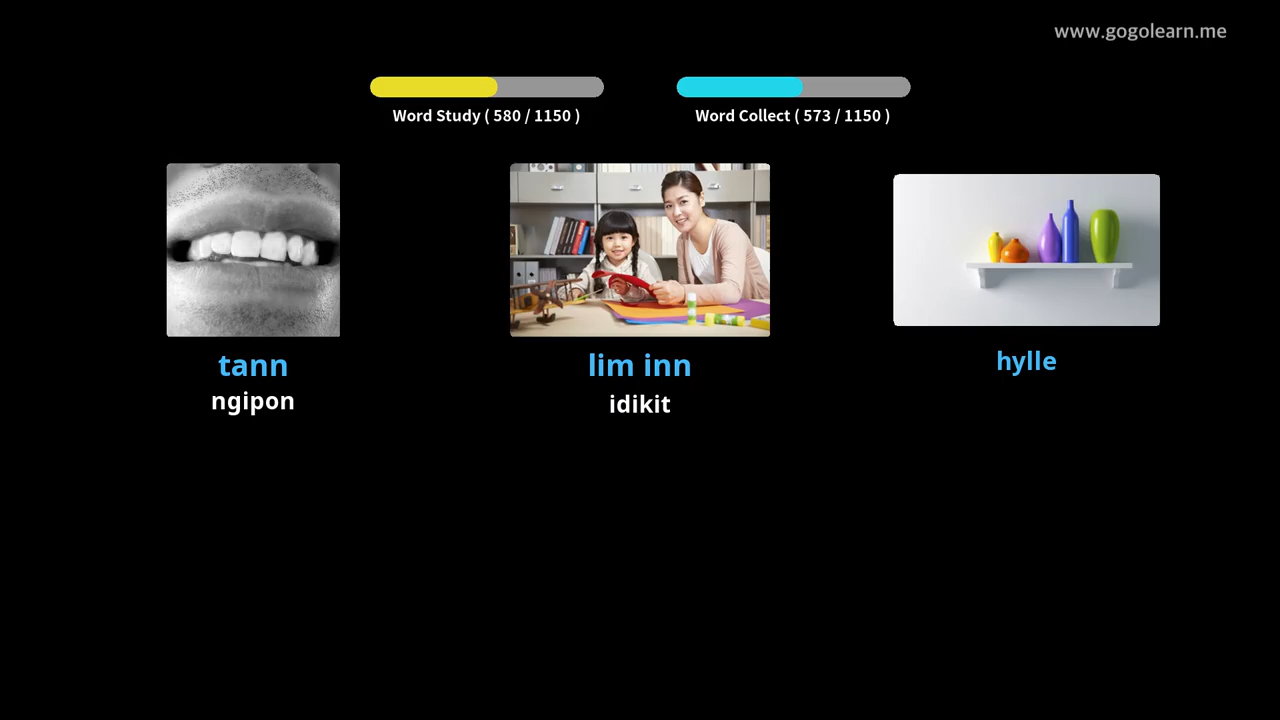 www.gogolearn.me
Word Study ( 580 / 1150 )
Word Collect ( 573 / 1150 )
tann
ngipon
lim inn
idikit
hylle